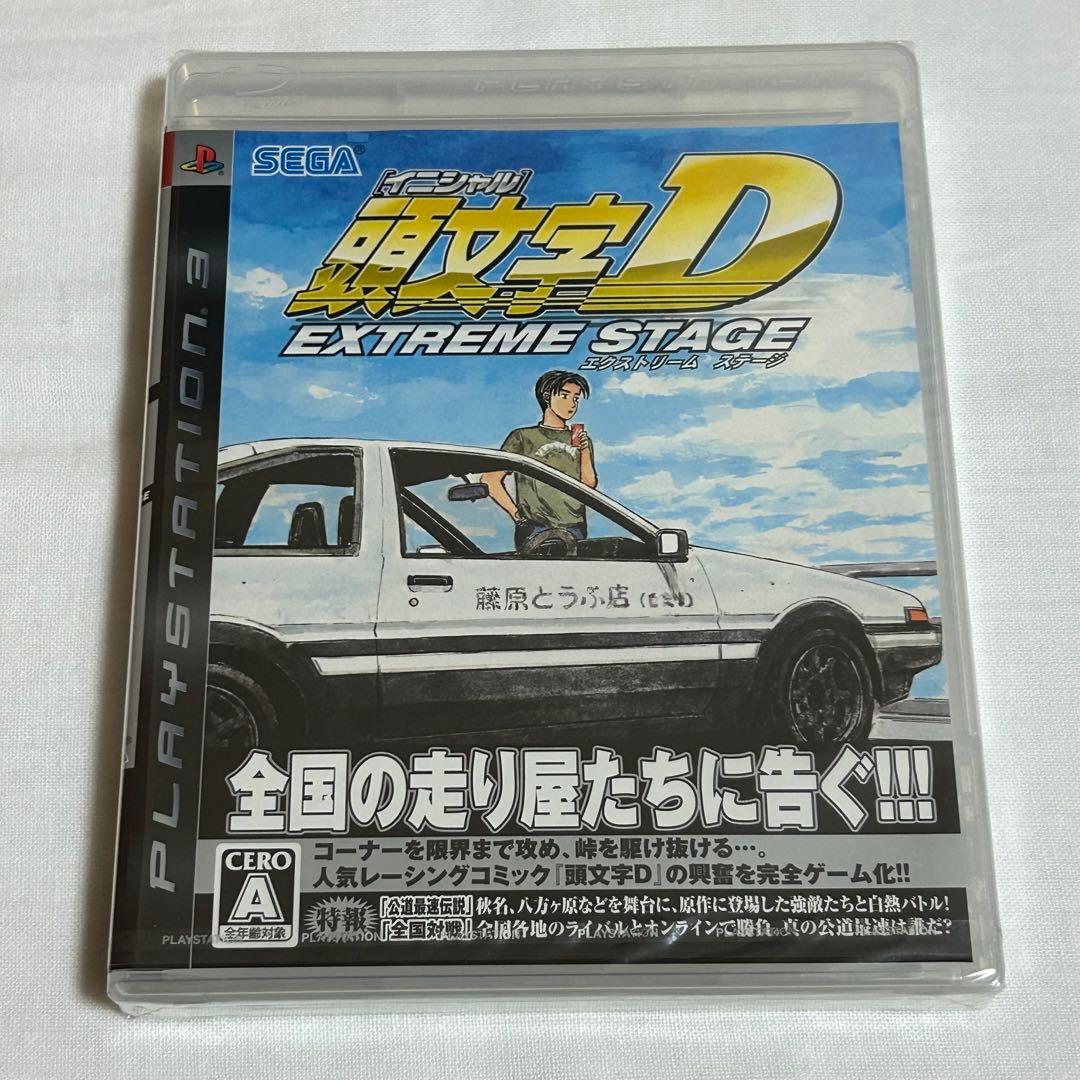 PLAYSTATION
SEGA
[イニシャル]
頭文字D
EXTREME STAGE
エクストリーム ステージ
PLAYSTATION 3
藤原とうふ店(自家用)
全国の走り屋たちに告ぐ!!!
CERO
A
全年齢対象
コーナーを限界まで攻め、峠を駆け抜ける…。
人気レーシングコミック『頭文字D』の興奮を完全ゲーム化!!
特報
「公道最速伝説」秋名、八方ヶ原などを舞台に、原作に登場した強敵たちと白熱バトル!
「全国対戦」全国各地のライバルとオンラインで勝負。真の公道最速は誰だ?
PLAYSTATION PLAYSTATION PLAYSTATION PLAYSTATION PLAYSTATION PLAYSTATION